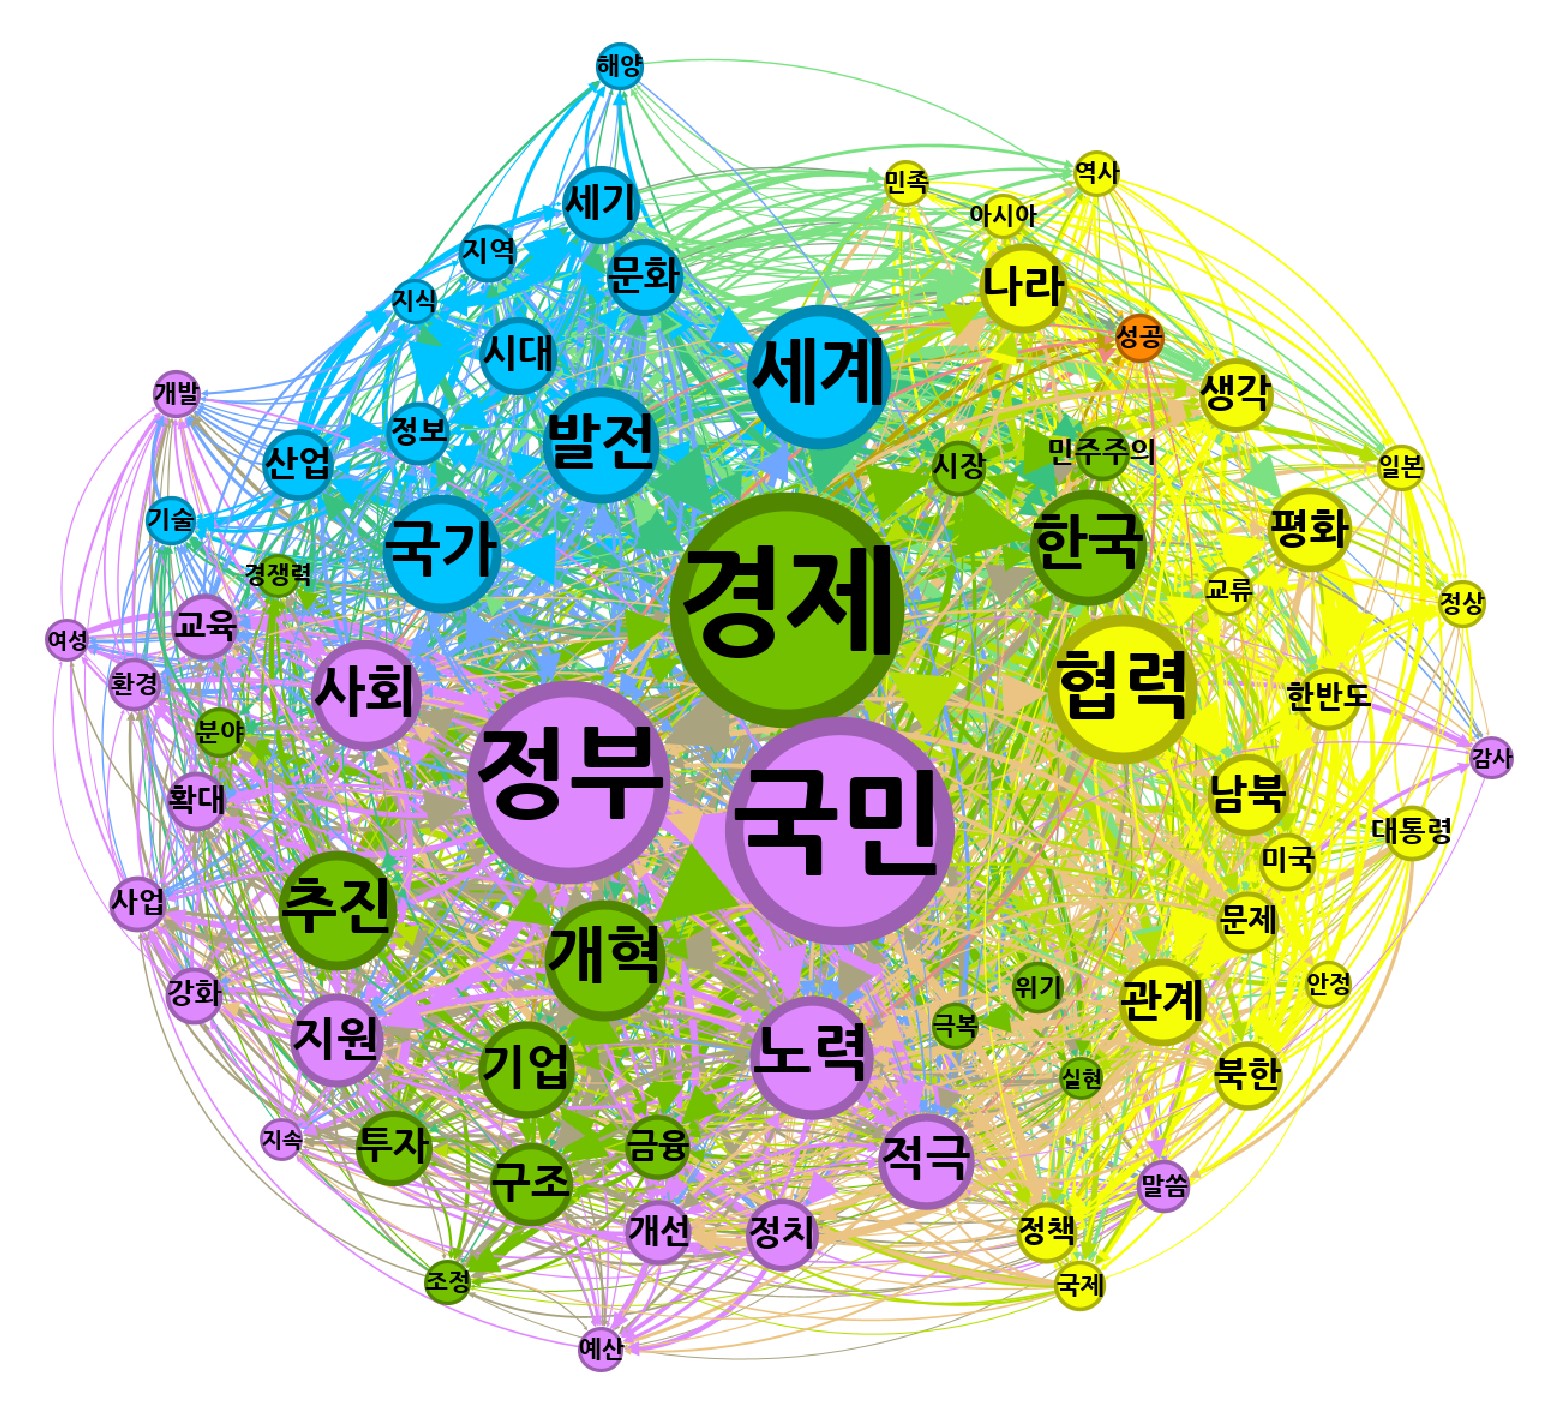 해양
세기
민족
역사
아시아
지역
문화
나라
지식
성공
시대
세계
개발
생각
정보
발전
산업
시장
민주주의
일본
기술
국가
한국
평화
경쟁력
경제
교류
정상
교육
여성
환경
사회
협력
한반도
분야
정부
감사
확대
국민
남북
대통령
미국
사업
추진
문제
개혁
강화
위기
안정
관계
극복
지원
기업
노력
실현
북한
지속
투자
금융
적극
구조
말씀
개선
정치
정책
조정
국제
예산